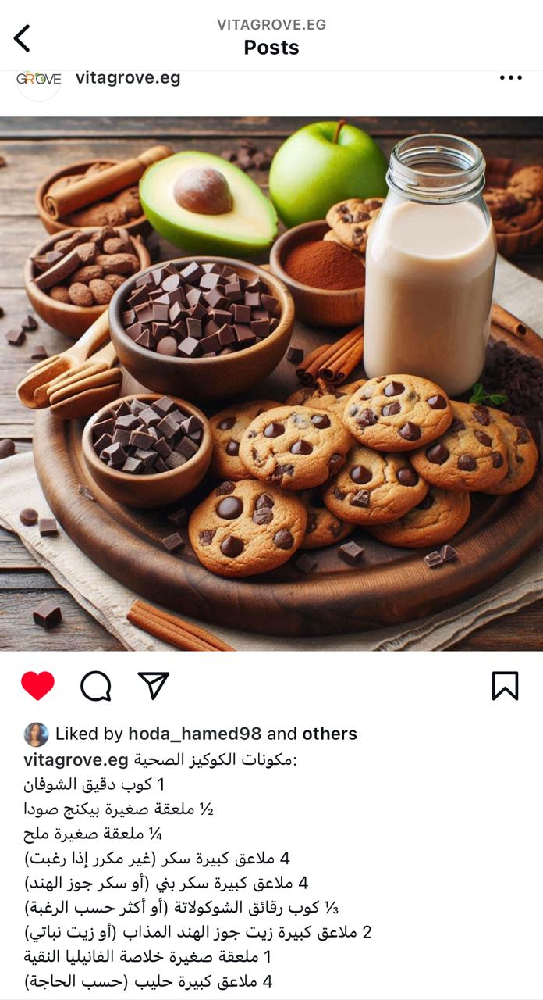 VITAGROVE.EG
Posts
GROVE
vitagrove.eg
Liked by hoda_hamed98 and others
vitagrove.eg مكونات الكوكيز الصحية:
1 كوب دقيق الشوفان
½ ملعقة صغيرة بيكنج صودا
¼ ملعقة صغيرة ملح
4 ملاعق كبيرة سكر (غير مكرر إذا رغبت)
4 ملاعق كبيرة سكر بني (أو سكر جوز الهند)
⅓ كوب رقائق الشوكولاتة (أو أكثر حسب الرغبة)
2 ملاعق كبيرة زيت جوز الهند المذاب (أو زيت نباتي)
1 ملعقة صغيرة خلاصة الفانيليا النقية
4 ملاعق كبيرة حليب (حسب الحاجة)